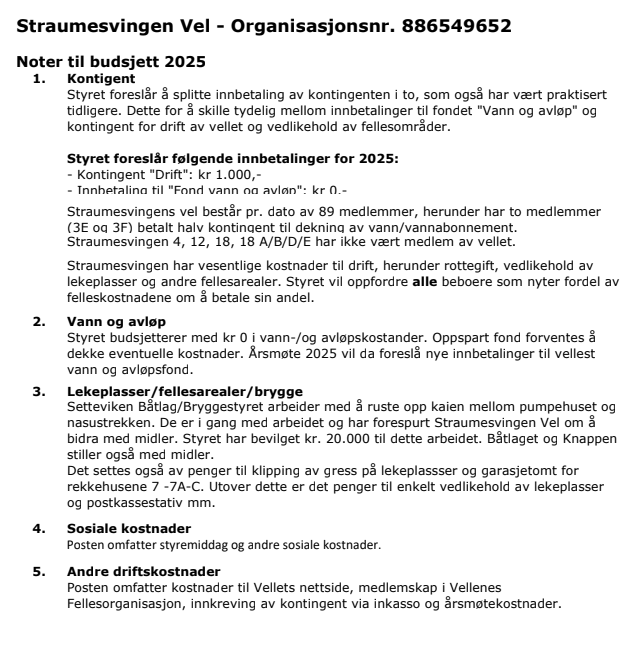 Straumesvingen Vel - Organisasjonsnr. 886549652
Noter til budsjett 2025
1. Kontigent
Styret foreslår å splitte innbetaling av kontingenten i to, som også har vært praktisert
tidligere. Dette for å skille tydelig mellom innbetalinger til fondet "Vann og avløp" og
kontingent for drift av vellet og vedlikehold av fellesområder.
Styret foreslår følgende innbetalinger for 2025:
- Kontigent "Drift": kr 1.000,-
- Innbetaling til "Fond vann og avløp": kr 0,-
Straumesvingens vel består pr. dato av 89 medlemmer, herunder har to medlemmer
(3E og 3F) betalt halv kontingent til dekning av vann/vannabonnement.
Straumesvingen 4, 12, 18, 18 A/B/D/E har ikke vært medlem av vellet.
Straumesvingen har vesentlige kostnader til drift, herunder rottegift, vedlikehold av
lekeplasser og andre fellesarealer. Styret vil oppfordre alle beboere som nyter fordel av
felleskostnadene om å betale sin andel.
2. Vann og avløp
Styret budsjetterer med kr 0 i vann-/og avløpskostander. Oppspart fond forventes å
dekke eventuelle kostnader. Årsmøte 2025 vil da foreslå nye innbetalinger til vellest
vann og avløpsfond.
3. Lekeplasser/fellesarealer/brygge
Setteviken Båtlag/Bryggestyret arbeider med å ruste opp kaien mellom pumpehuset og
nasustrekken. De er i gang med arbeidet og har forespurt Straumesvingen Vel om å
bidra med midler. Styret har bevilget kr. 20.000 til dette arbeidet. Båtlaget og Knappen
stiller også med midler.
Det settes også av penger til klipping av gress på lekeplassser og garasjetomt for
rekkehusene 7 -7A-C. Utover dette er det penger til enkelt vedlikehold av lekeplasser
og postkassestativ mm.
4. Sosiale kostnader
Posten omfatter styremiddag og andre sosiale kostnader.
5. Andre driftskostnader
Posten omfatter kostnader til Vellets nettside, medlemskap i Vellenes
Fellesorganisasjon, innkreving av kontigent via inkasso og årsmøtekostnader.